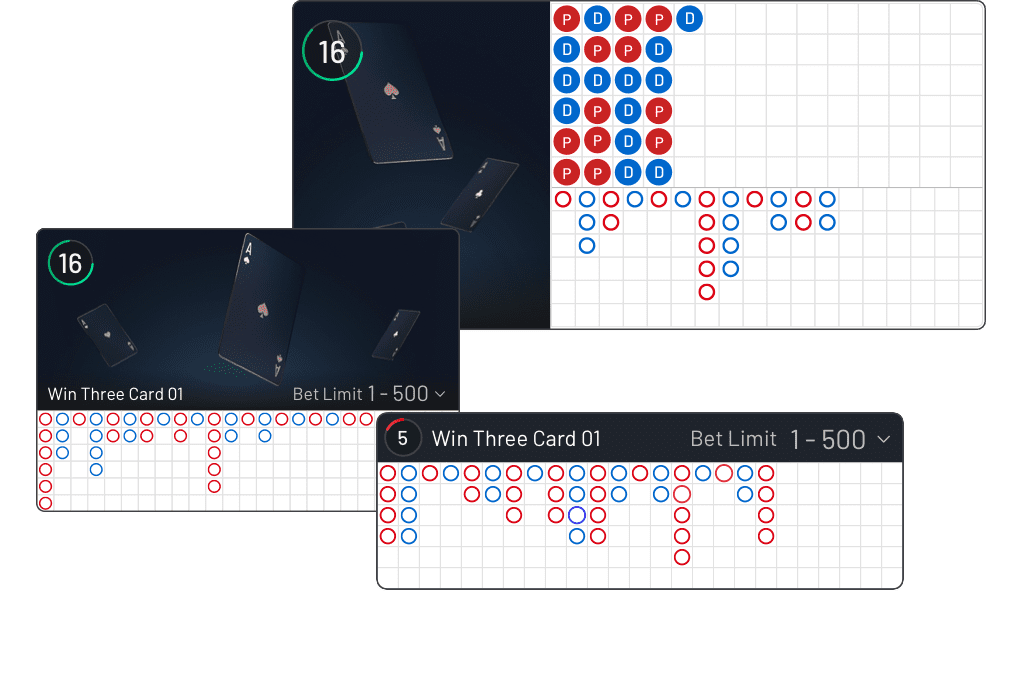 16
P D P P D
D P P D
D D D D
D P D P
P P D P
P P D D
16
A
Win Three Card 01 Bet Limit 1 - 500
5 Win Three Card 01 Bet Limit 1 - 500